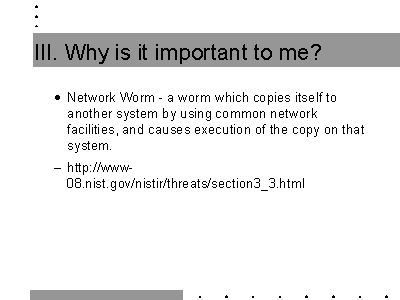 III. Why is it important to me?
• Network Worm - a worm which copies itself to
another system by using common network
facilities, and causes execution of the copy on that
system.
– http://www-
08.nist.gov/nistir/threats/section3_3.html